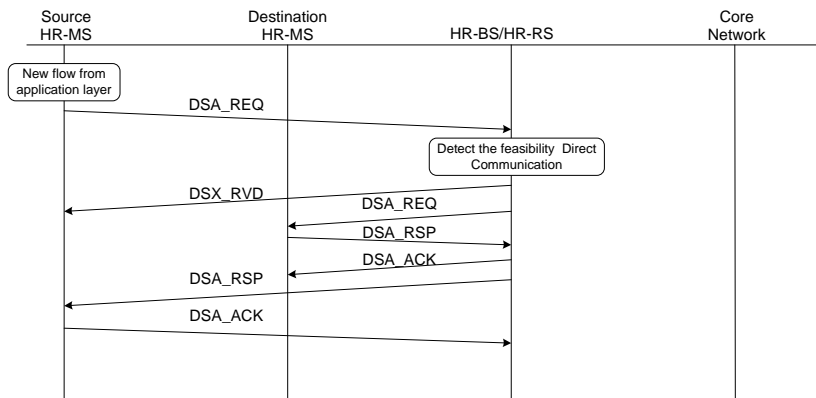 Source
HR-MS
Destination
HR-MS
HR-BS/HR-RS
Core
Network
New flow from
application layer
DSA_REQ
Detect the feasibility  Direct
Communication
DSX_RVD
DSA_REQ
DSA_RSP
DSA_ACK
DSA_RSP
DSA_ACK